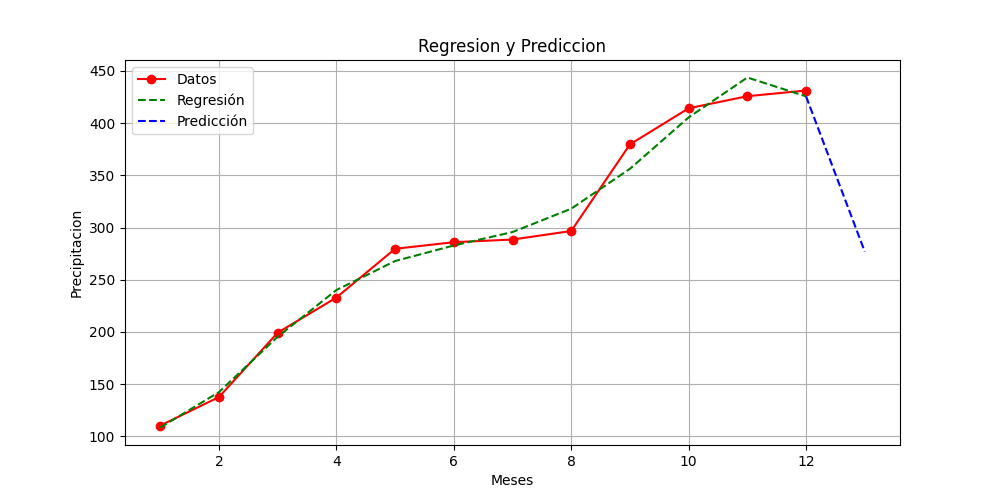 Regresion y Prediccion
Datos
Regresión
Predicción
Precipitacion
450
400
350
300
250
200
150
100
2 4 6 8 10 12
Meses